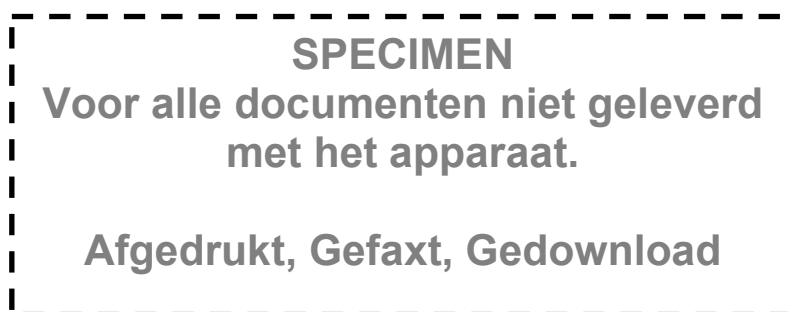 SPECIMEN
Voor alle documenten niet geleverd
met het apparaat.
Afgedrukt, Gefaxt, Gedownload